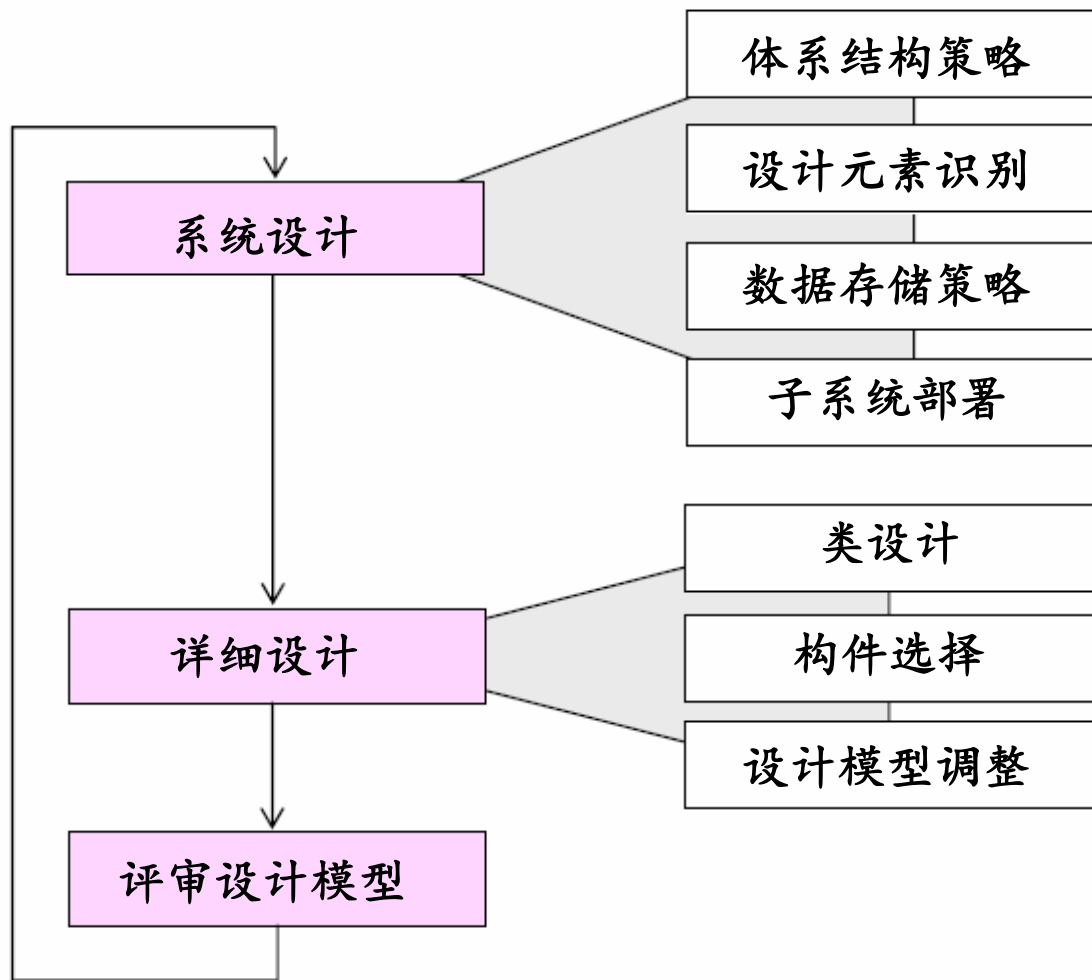 体系结构策略
设计元素识别
系统设计
数据存储策略
子系统部署
类设计
详细设计
构件选择
设计模型调整
评审设计模型